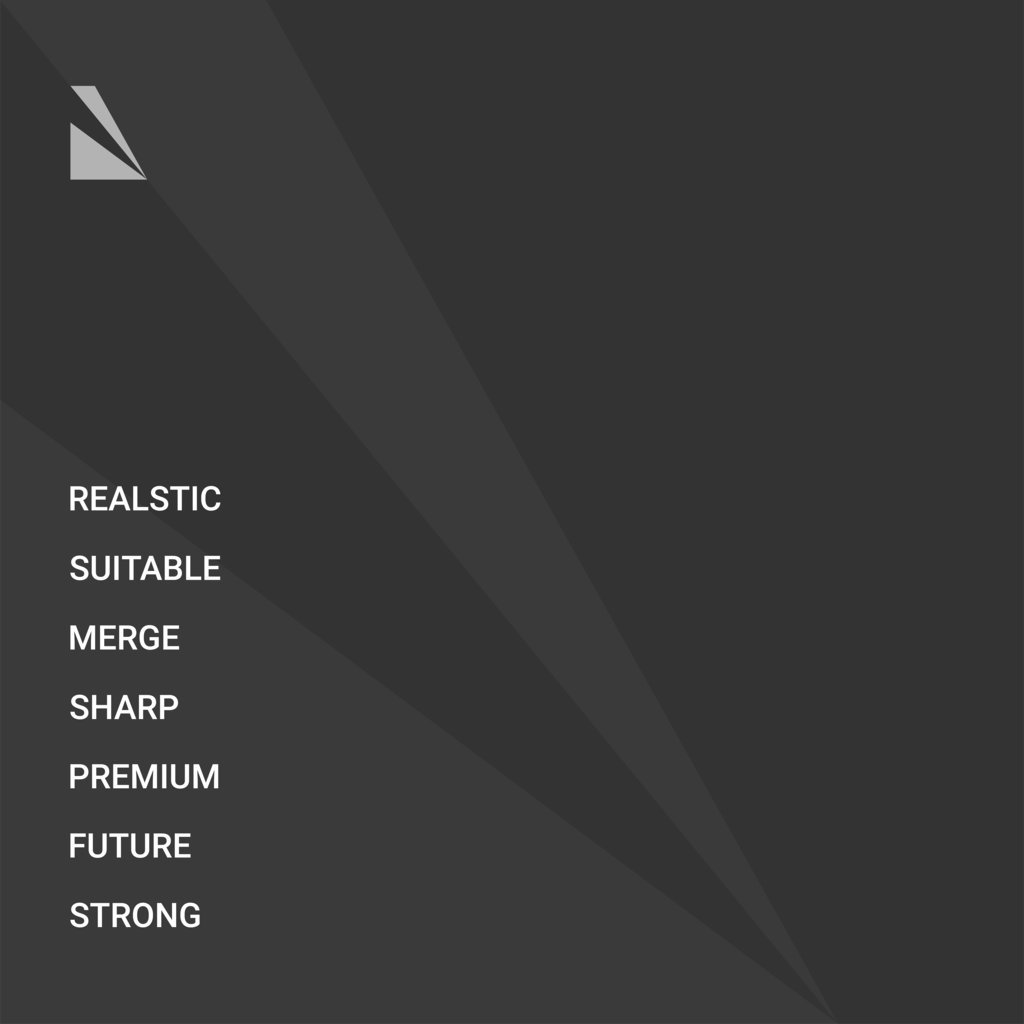 REALSTIC
SUITABLE
MERGE
SHARP
PREMIUM
FUTURE
STRONG